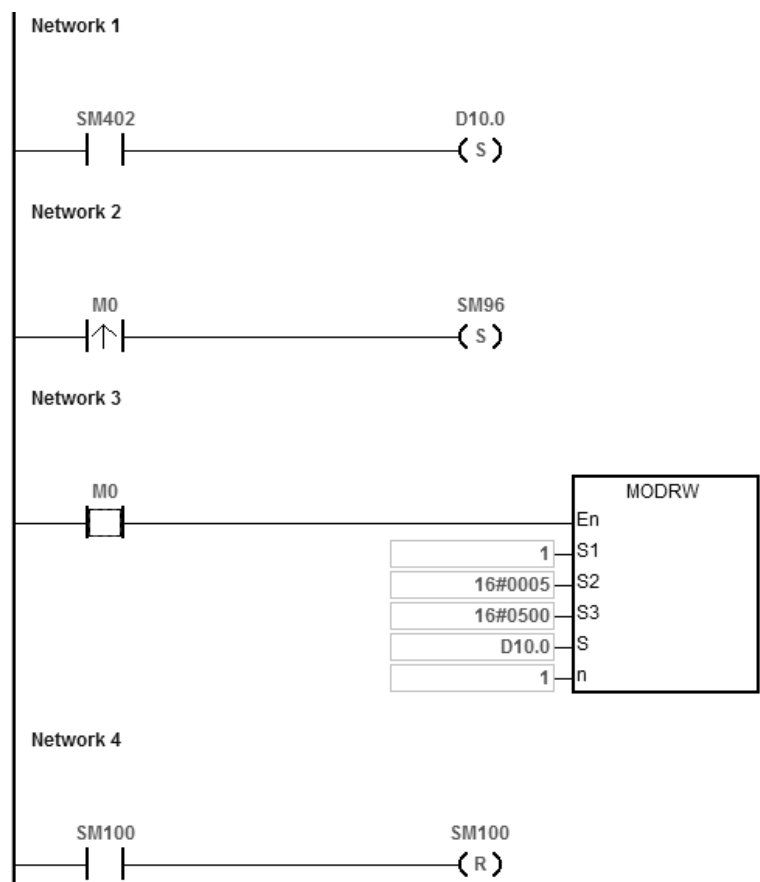 Network 1
SM402 D10.0
S
Network 2
M0 SM96
S
Network 3
M0 MODRW
En
1 S1
16#0005 S2
16#0500 S3
D10.0 S
1 n
Network 4
SM100 SM100
R